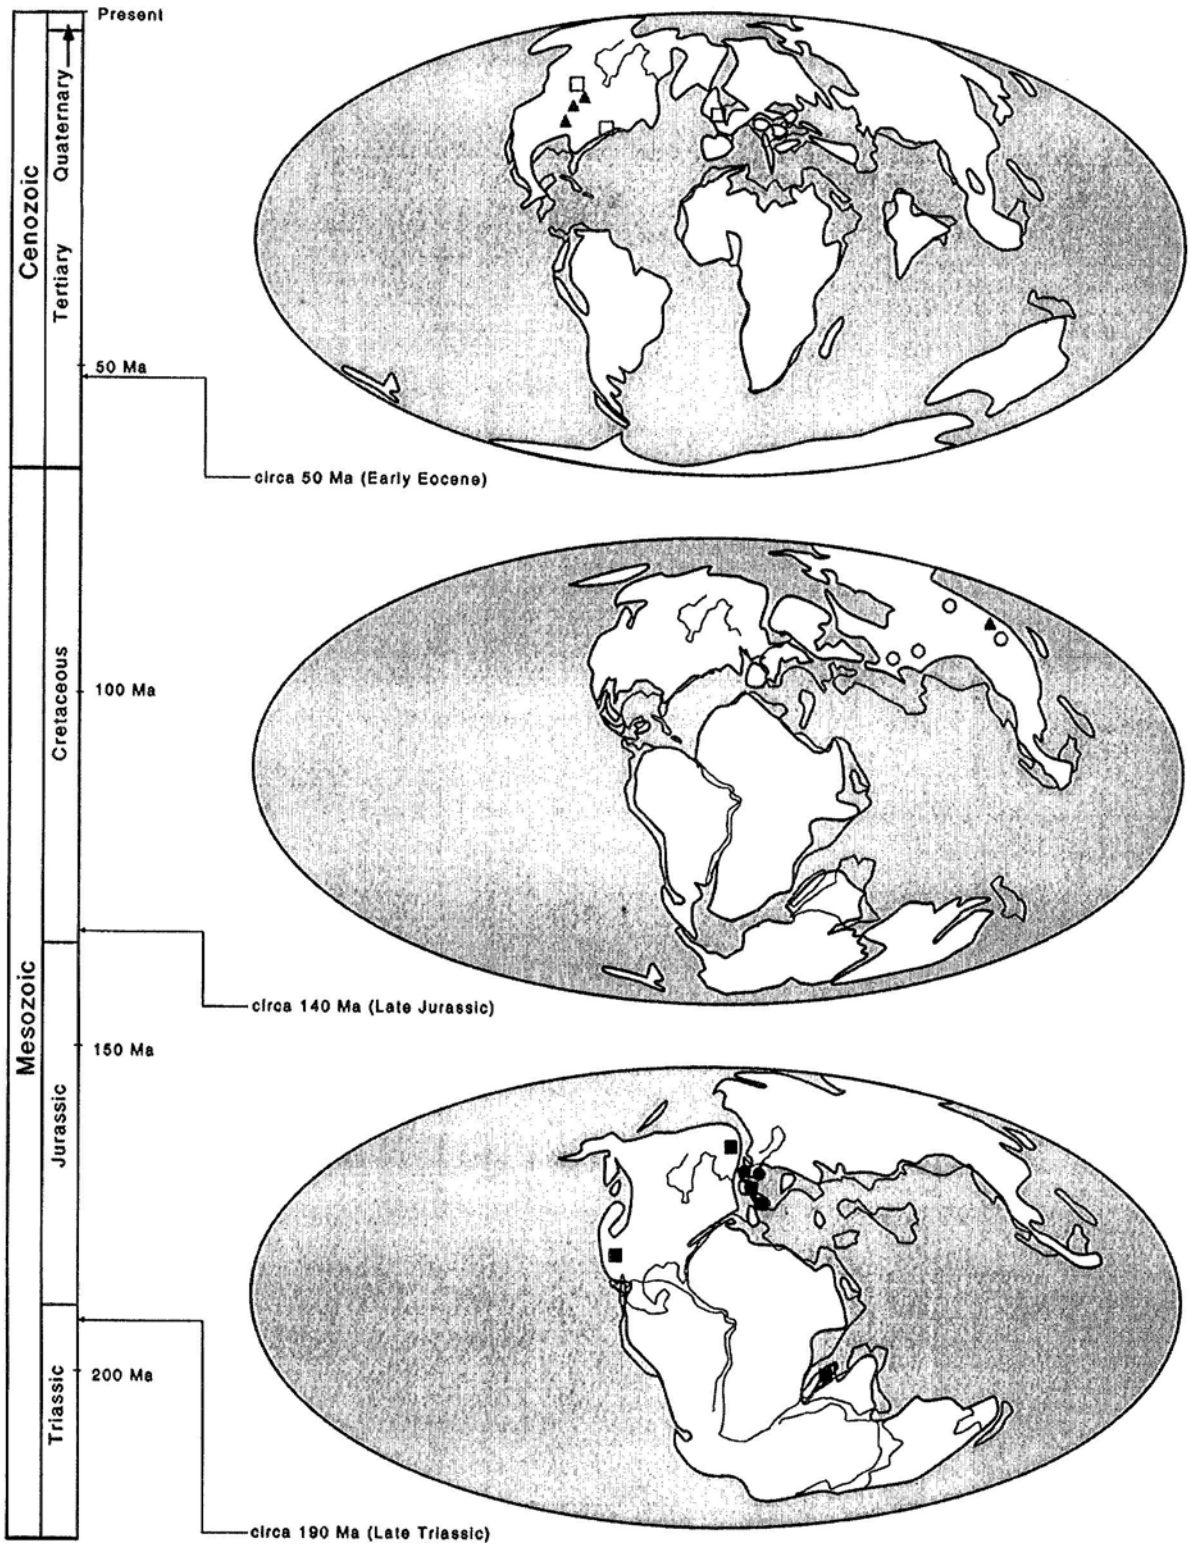 Present
Cenozoic
Quaternary
Tertiary
50 Ma
circa 50 Ma (Early Eocene)
Mesozoic
Cretaceous
100 Ma
circa 140 Ma (Late Jurassic)
150 Ma
Jurassic
200 Ma
Triassic
circa 190 Ma (Late Triassic)